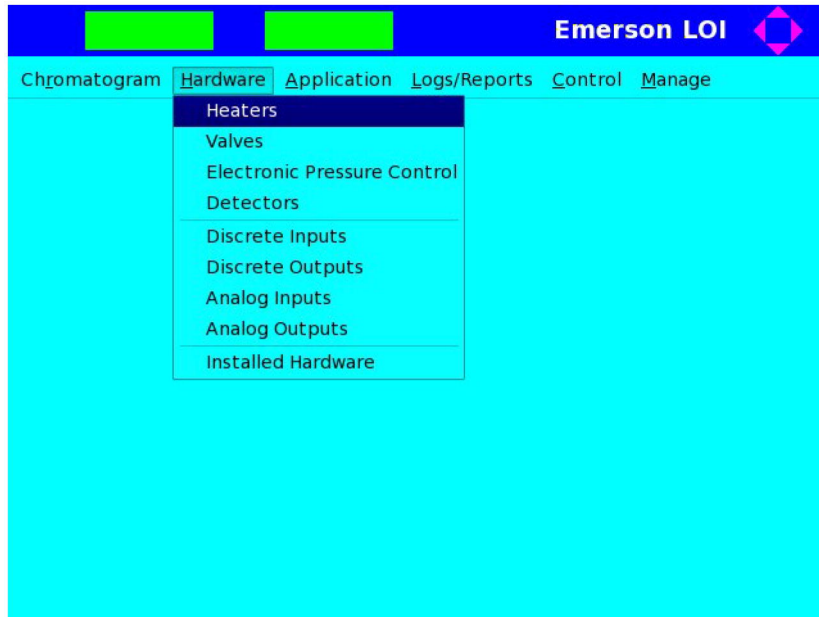 Emerson LOI
Chromatogram Hardware Application Logs/Reports Control Manage
Heaters
Valves
Electronic Pressure Control
Detectors
Discrete Inputs
Discrete Outputs
Analog Inputs
Analog Outputs
Installed Hardware